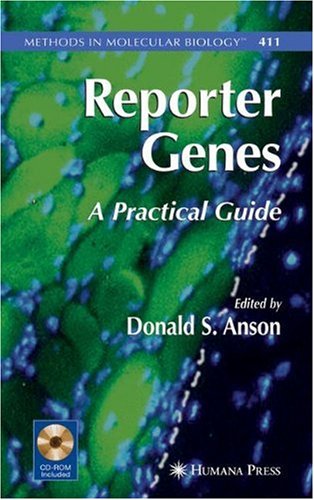 METHODS IN MOLECULAR BIOLOGY™ 411
Reporter
Genes
A Practical Guide
Edited by
Donald S. Anson
CD-ROM
Included
HUMANA PRESS